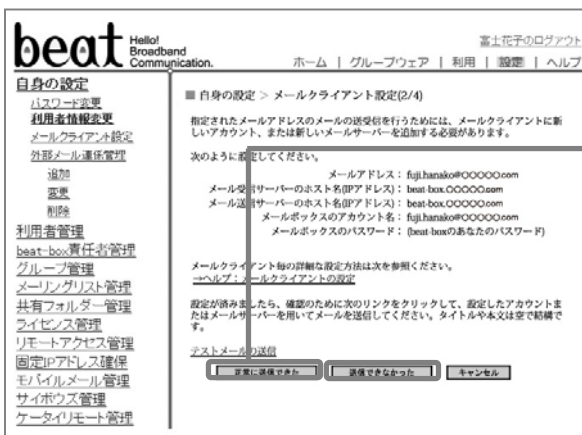 beat
Hello!
Broadband
Communication.
富士花子のログアウト
ホーム | グループウェア | 利用 | 設定 | ヘルプ
自身の設定
パスワード変更
利用者情報変更
メールクライアント設定
外部メール連係管理
追加
変更
削除
利用者管理
beat-box責任者管理
グループ管理
メーリングリスト管理
共有フォルダー管理
ライセンス管理
リモートアクセス管理
固定IPアドレス確保
モバイルメール管理
サイボウズ管理
ケータイリモート管理
■ 自身の設定 > メールクライアント設定(2/4)
指定されたメールアドレスのメールの送受信を行うためには、メールクライアントに新
しいアカウント、または新しいメールサーバーを追加する必要があります。
次のように設定してください。
メールアドレス: fuji.hanako@○○○○○.com
メール受信サーバーのホスト名(IPアドレス): beat-box.○○○○○.com
メール送信サーバーのホスト名(IPアドレス): beat-box.○○○○○.com
メールボックスのアカウント名: fuji.hanako@○○○○○.com
メールボックスのパスワード: (beat-boxのあなたのパスワード)
メールクライアント毎の詳細な設定方法は次を参照ください。
→ヘルプ:メールクライアントの設定
設定が済みましたら、確認のために次のリンクをクリックして、設定したアカウントま
たはメールサーバーを用いてメールを送信してください。タイトルや本文は空で結構で
す。
テストメールの送信
正常に送信できた 送信できなかった キャンセル